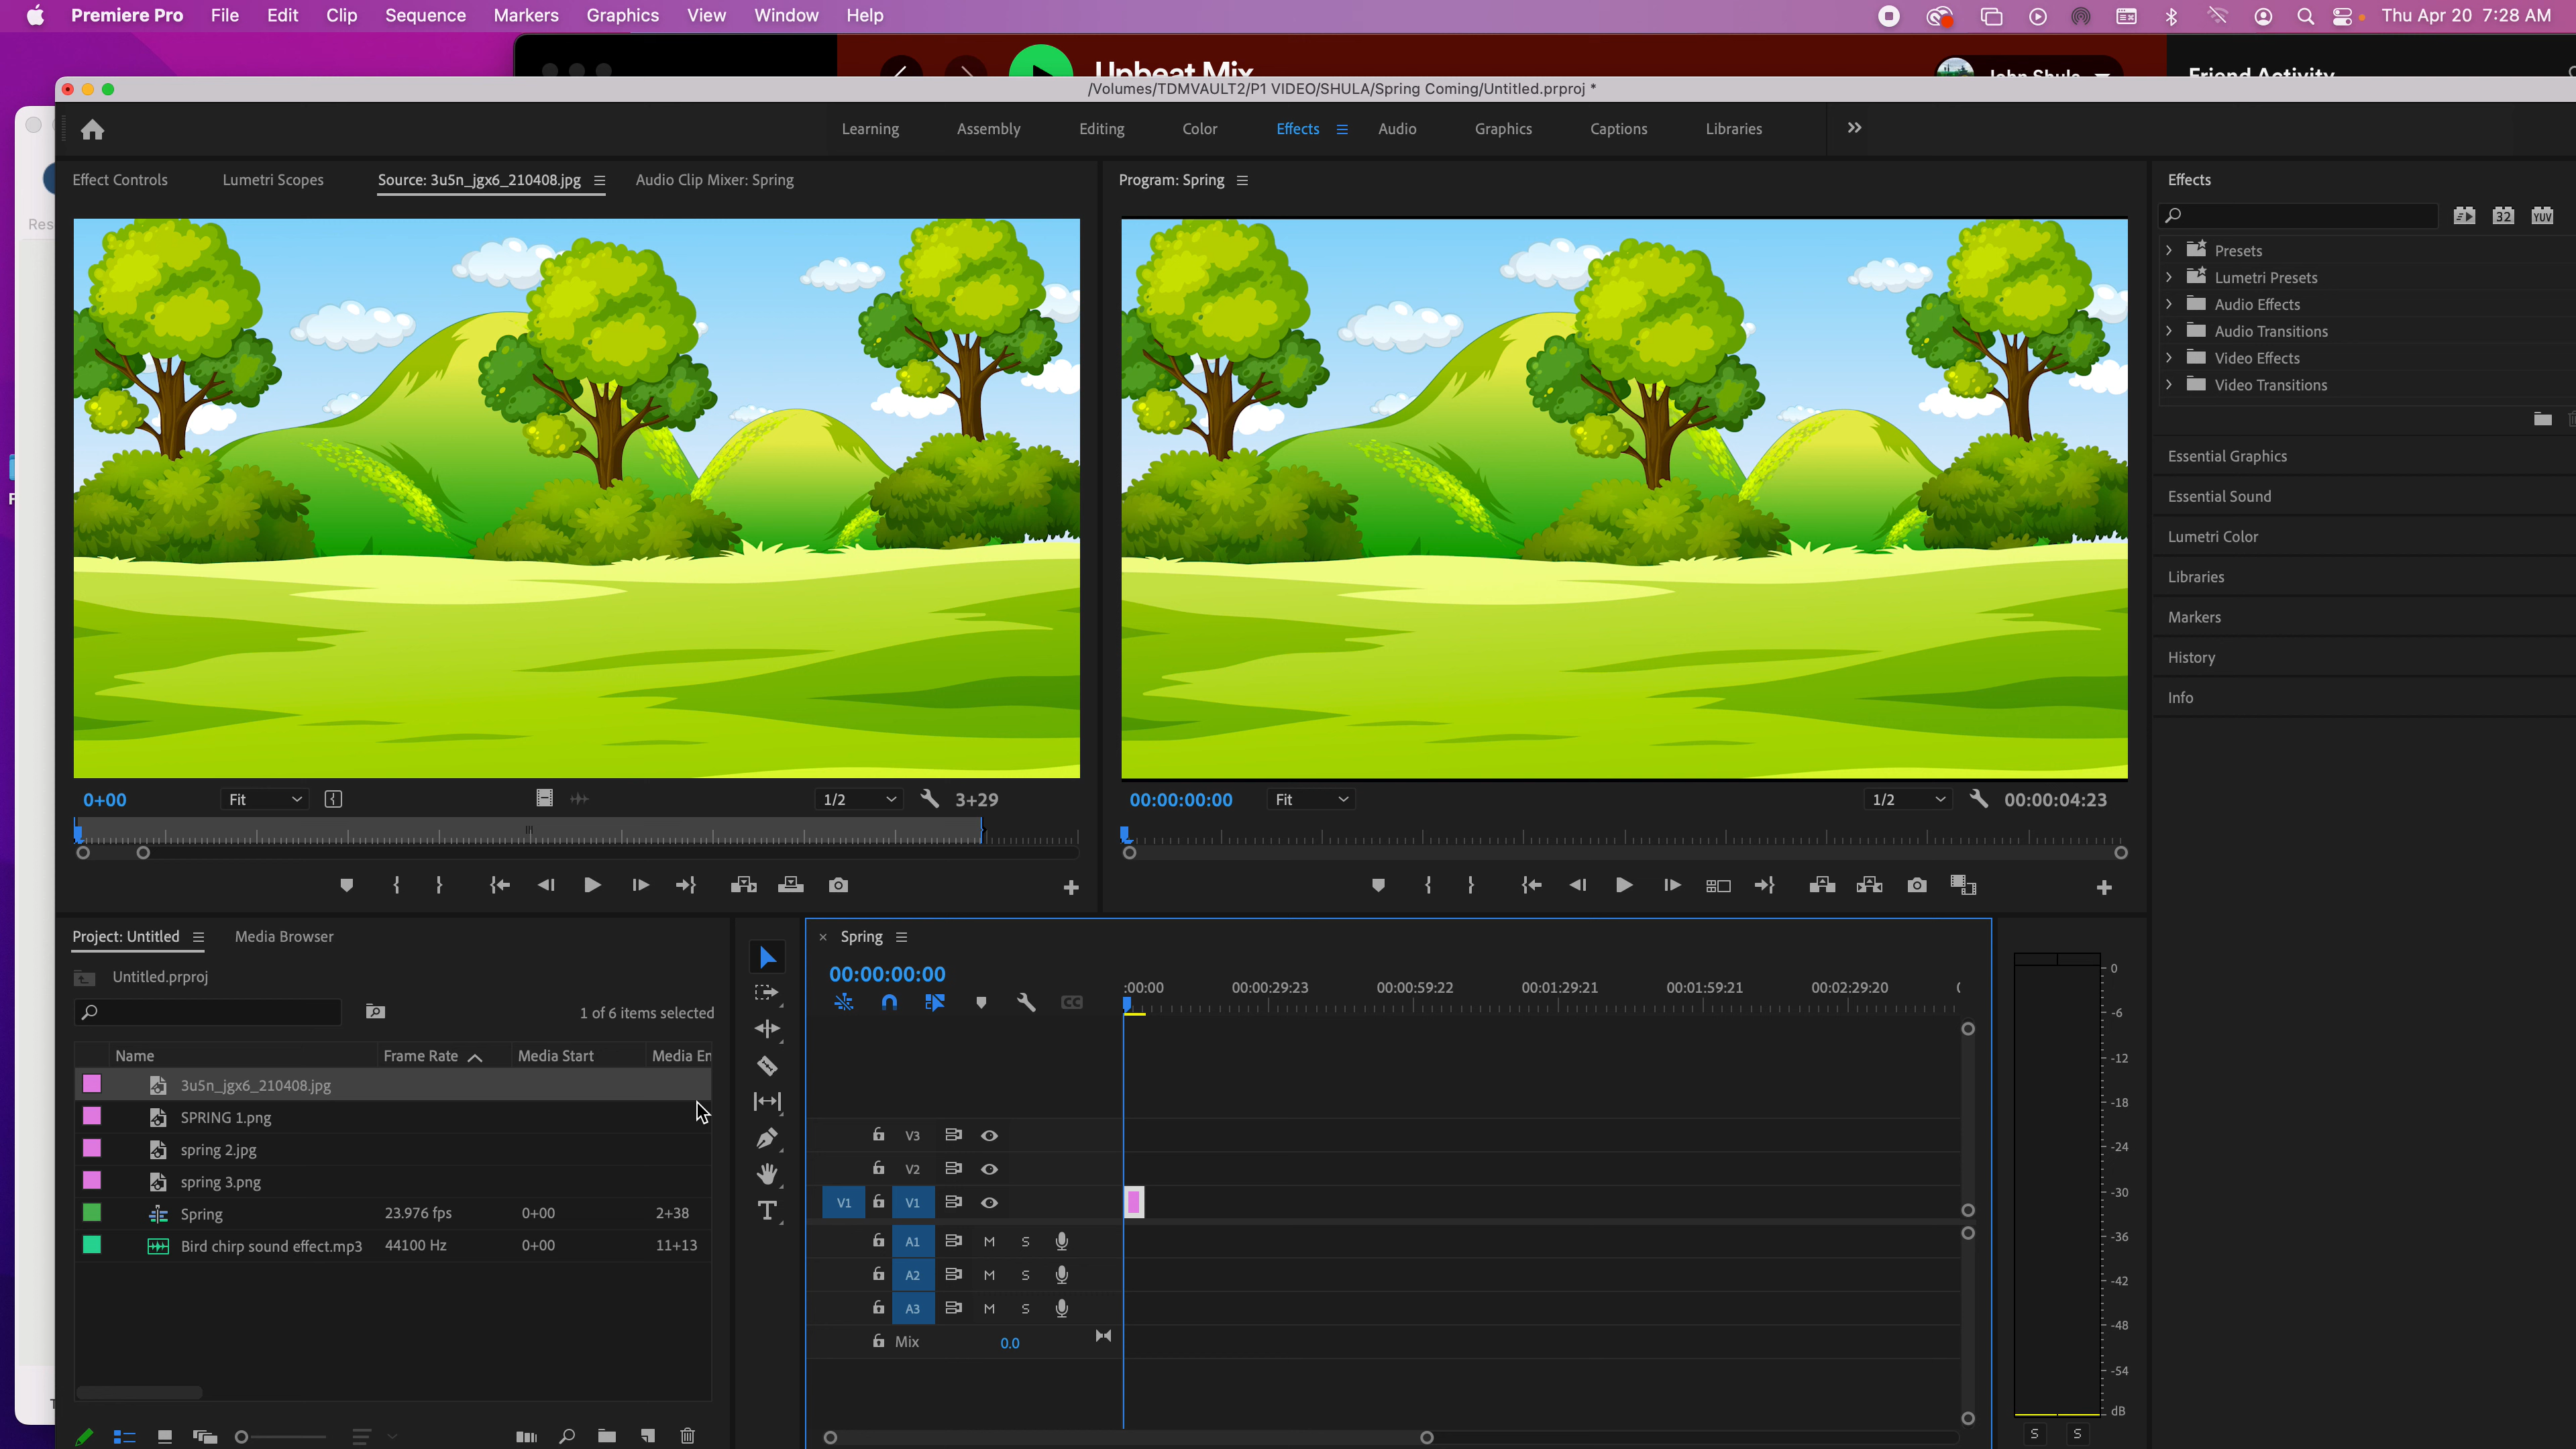 Premiere Pro File Edit Clip Sequence Markers Graphics View Window Help Thu Apr 20 7:28 AM
Upbeat Mix John Shula Friend Activity
/Volumes/TDMVAULT2/P1 VIDEO/SHULA/Spring Coming/Untitled.prproj *
Learning Assembly Editing Color Effects Audio Graphics Captions Libraries
Effect Controls Lumetri Scopes Source: 3u5n_jgx6_210408.jpg Audio Clip Mixer: Spring Program: Spring Effects
Res
32 YUV
Presets
Lumetri Presets
Audio Effects
Audio Transitions
Video Effects
Video Transitions
Essential Graphics
Essential Sound
Lumetri Color
Libraries
Markers
History
Info
0+00 Fit 1/2 3+29 00:00:00:00 Fit 1/2 00:00:04:23
Project: Untitled Media Browser
Untitled.prproj
1 of 6 items selected
Name Frame Rate Media Start Media En
3u5n_jgx6_210408.jpg
SPRING 1.png
spring 2.jpg
spring 3.png
Spring 23.976 fps 0+00 2+38
Bird chirp sound effect.mp3 44100 Hz 0+00 11+13
T
× Spring
00:00:00:00
:00:00 00:00:29:23 00:00:59:22 00:01:29:21 00:01:59:21 00:02:29:20
CC
V3
V2
V1 V1
A1 M S
A2 M S
A3 M S
Mix 0.0
0
-6
-12
-18
-24
-30
-36
-42
-48
-54
dB
S S